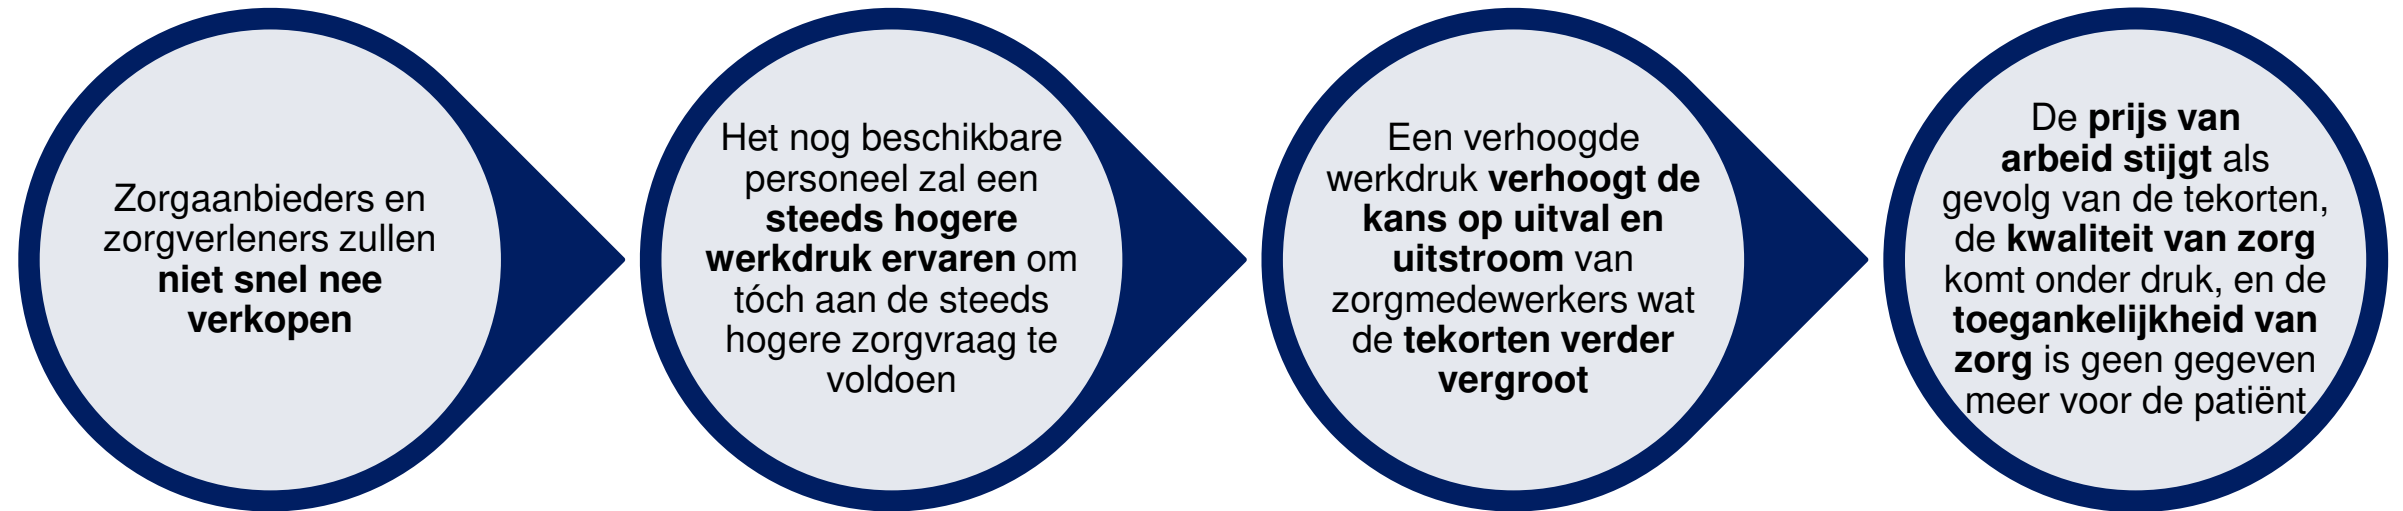 Zorgaanbieders en
zorgverleners zullen
niet snel nee
verkopen
Het nog beschikbare
personeel zal een
steeds hogere
werkdruk ervaren om
tóch aan de steeds
hogere zorgvraag te
voldoen
Een verhoogde
werkdruk verhoogt de
kans op uitval en
uitstroom van
zorgmedewerkers wat
de tekorten verder
vergroot
De prijs van
arbeid stijgt als
gevolg van de tekorten,
de kwaliteit van zorg
komt onder druk, en de
toegankelijkheid van
zorg is geen gegeven
meer voor de patiënt